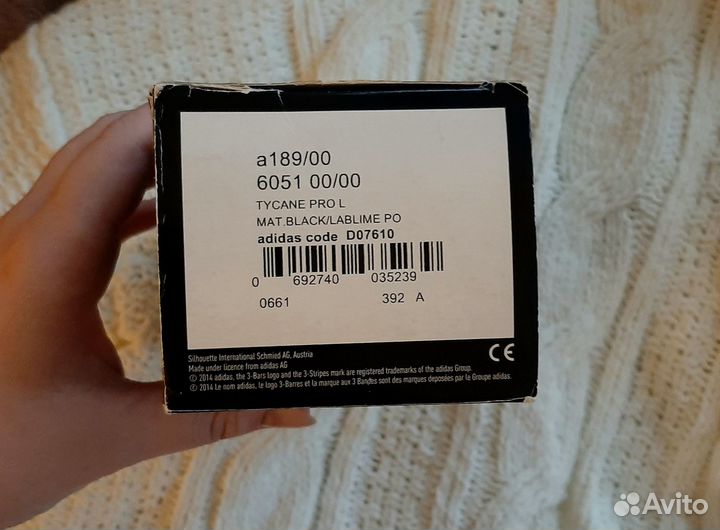 a189/00
6051 00/00
TYCANE PRO L
MAT.BLACK/LABLIME PO
adidas code D07610
0 692740 035239
0661 392 A
Silhouette International Schmied AG, Austria
Made under licence from adidas AG
© 2014 adidas, the 3-Bars logo and the 3-Stripes mark are registered trademarks of the adidas Group.
© 2014 Le nom adidas, le logo 3-Barres et la marque aux 3 Bandes sont des marques deposées par le Groupe adidas.
CE
Avito